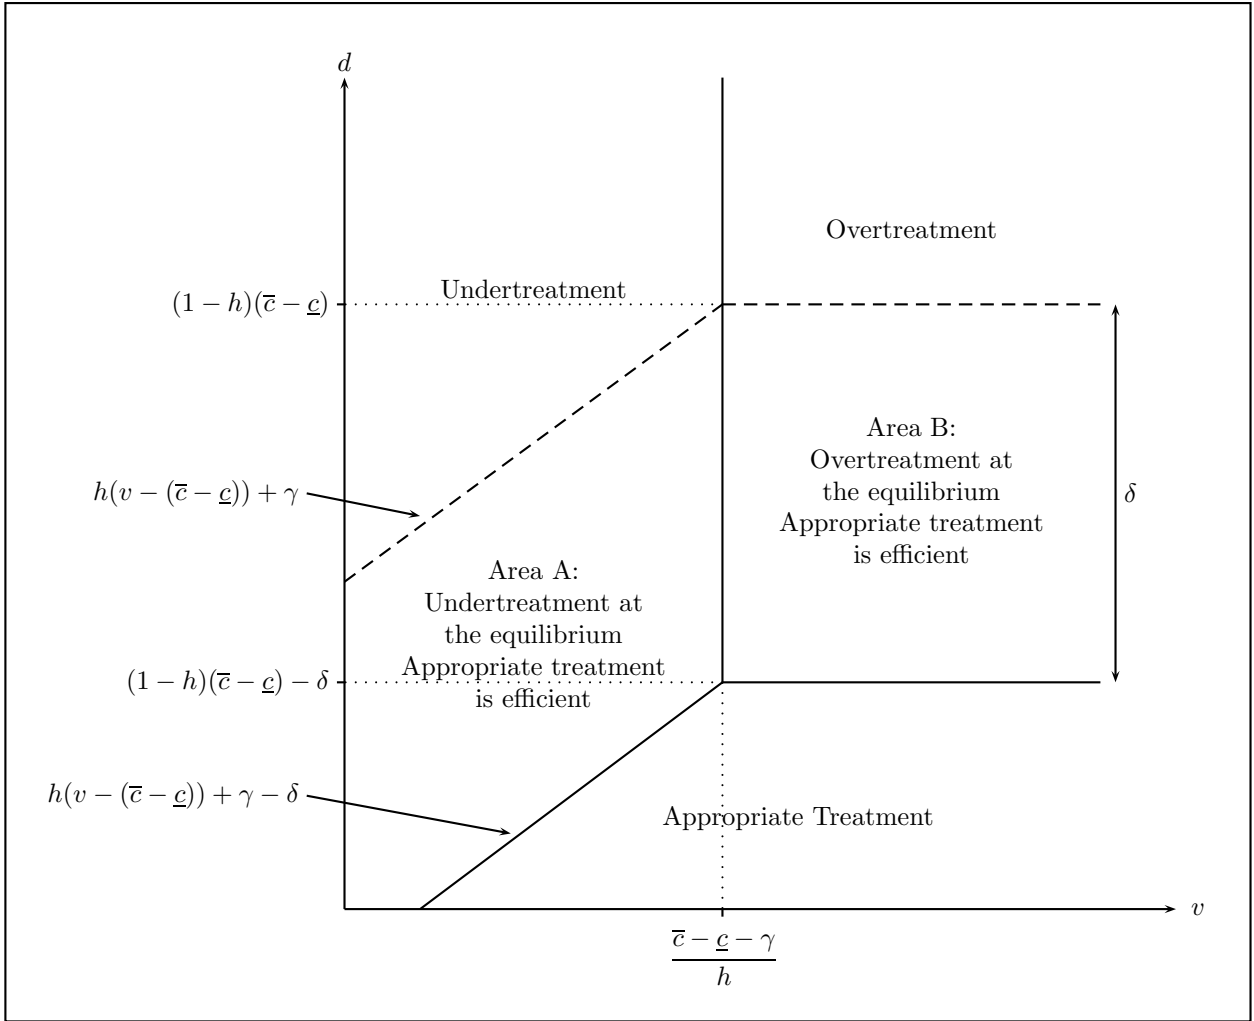 d
Overtreatment
Undertreatment
(1 − h)(c̅ − c̲)
Area B:
Overtreatment at
the equilibrium
Appropriate treatment
is efficient
h(v − (c̅ − c̲)) + γ
δ
Area A:
Undertreatment at
the equilibrium
Appropriate treatment
is efficient
(1 − h)(c̅ − c̲) − δ
h(v − (c̅ − c̲)) + γ − δ
Appropriate Treatment
v
c̅ − c̲ − γ
h